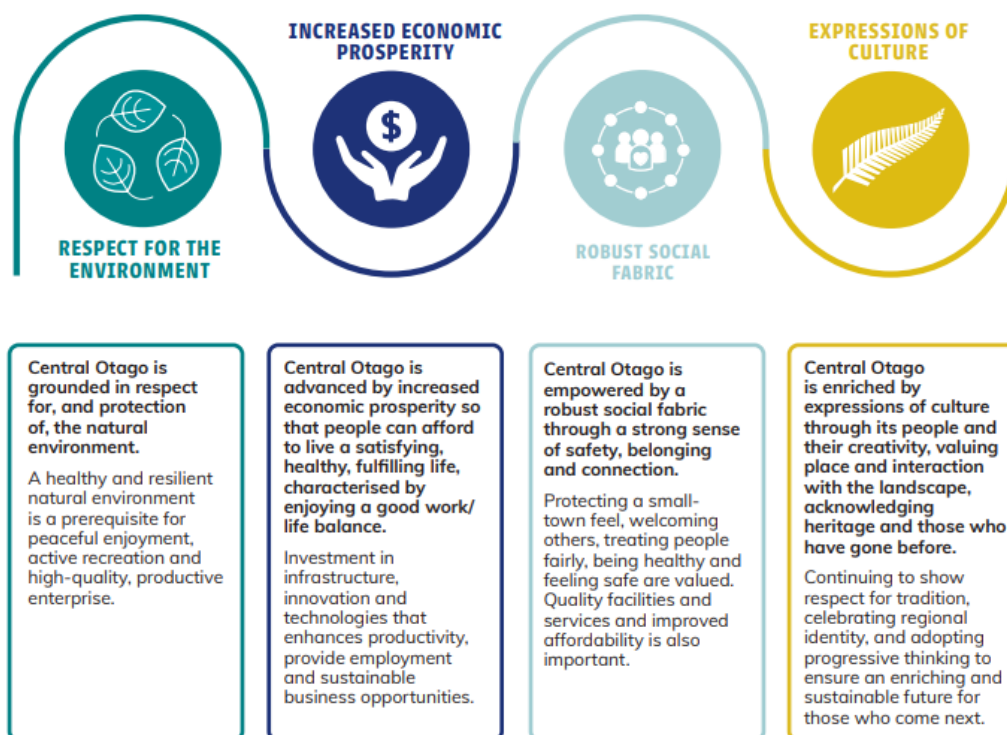 INCREASED ECONOMIC
PROSPERITY
EXPRESSIONS OF
CULTURE
$
RESPECT FOR THE
ENVIRONMENT
ROBUST SOCIAL
FABRIC
Central Otago is
grounded in respect
for, and protection
of, the natural
environment.
A healthy and resilient
natural environment
is a prerequisite for
peaceful enjoyment,
active recreation and
high-quality, productive
enterprise.
Central Otago is
advanced by increased
economic prosperity so
that people can afford
to live a satisfying,
healthy, fulfilling life,
characterised by
enjoying a good work/
life balance.
Investment in
infrastructure,
innovation and
technologies that
enhances productivity,
provide employment
and sustainable
business opportunities.
Central Otago is
empowered by a
robust social fabric
through a strong sense
of safety, belonging
and connection.
Protecting a small-
town feel, welcoming
others, treating people
fairly, being healthy and
feeling safe are valued.
Quality facilities and
services and improved
affordability is also
important.
Central Otago
is enriched by
expressions of culture
through its people and
their creativity, valuing
place and interaction
with the landscape,
acknowledging
heritage and those who
have gone before.
Continuing to show
respect for tradition,
celebrating regional
identity, and adopting
progressive thinking to
ensure an enriching and
sustainable future for
those who come next.